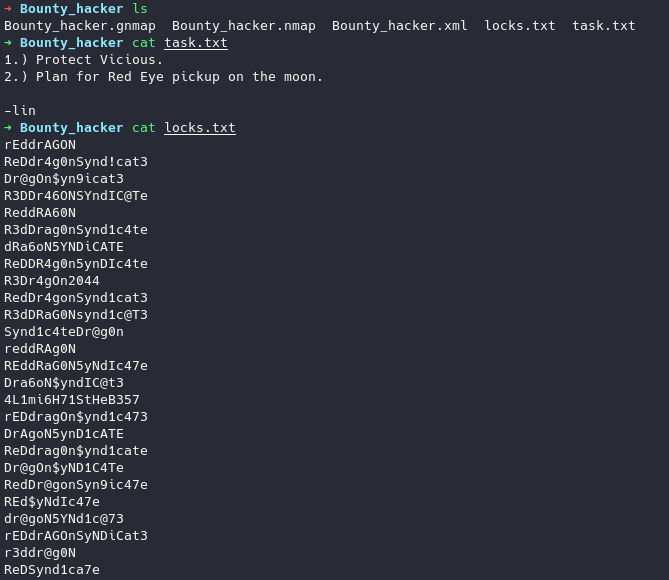 → Bounty_hacker ls
Bounty_hacker.gnmap Bounty_hacker.nmap Bounty_hacker.xml locks.txt task.txt
→ Bounty_hacker cat task.txt
1.) Protect Vicious.
2.) Plan for Red Eye pickup on the moon.
-lin
→ Bounty_hacker cat locks.txt
rEddrAGON
ReDdr4g0nSynd!cat3
Dr@gOn$yn9icat3
R3DDr46ONSYndIC@Te
ReddRA60N
R3dDrag0nSynd1c4te
dRa6oN5YNDiCATE
ReDDR4g0n5ynDIc4te
R3Dr4gOn2044
RedDr4gonSynd1cat3
R3dDRaG0Nsynd1c@T3
Synd1c4teDr@g0n
reddRAg0N
REddRaG0N5yNdIc47e
Dra6oN$yndIC@t3
4L1mi6H71StHeB357
rEDdragOn$ynd1c473
DrAgoN5ynD1cATE
ReDdrag0n$ynd1cate
Dr@gOn$yND1C4Te
RedDr@gonSyn9ic47e
REd$yNdIc47e
dr@goN5YNd1c@73
rEDdrAGOnSyNDiCat3
r3ddr@g0N
ReDSynd1ca7e